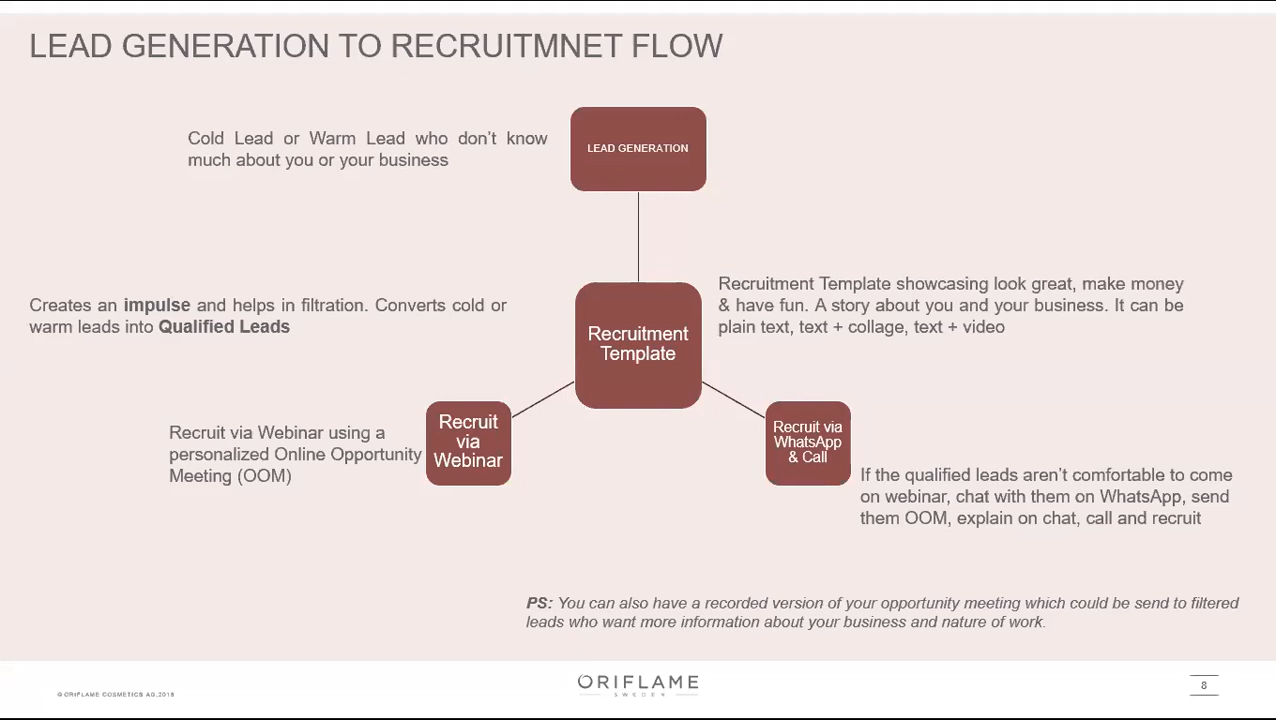 LEAD GENERATION TO RECRUITMNET FLOW
Cold Lead or Warm Lead who don't know
much about you or your business
LEAD GENERATION
Creates an impulse and helps in filtration. Converts cold or
warm leads into Qualified Leads
Recruitment
Template
Recruitment Template showcasing look great, make money
& have fun. A story about you and your business. It can be
plain text, text + collage, text + video
Recruit via Webinar using a
personalized Online Opportunity
Meeting (OOM)
Recruit
via
Webinar
Recruit via
WhatsApp
& Call
If the qualified leads aren't comfortable to come
on webinar, chat with them on WhatsApp, send
them OOM, explain on chat, call and recruit
PS: You can also have a recorded version of your opportunity meeting which could be send to filtered
leads who want more information about your business and nature of work.
© ORIFLAME COSMETICS AG,2018
ORIFLAME
SWEDEN
8